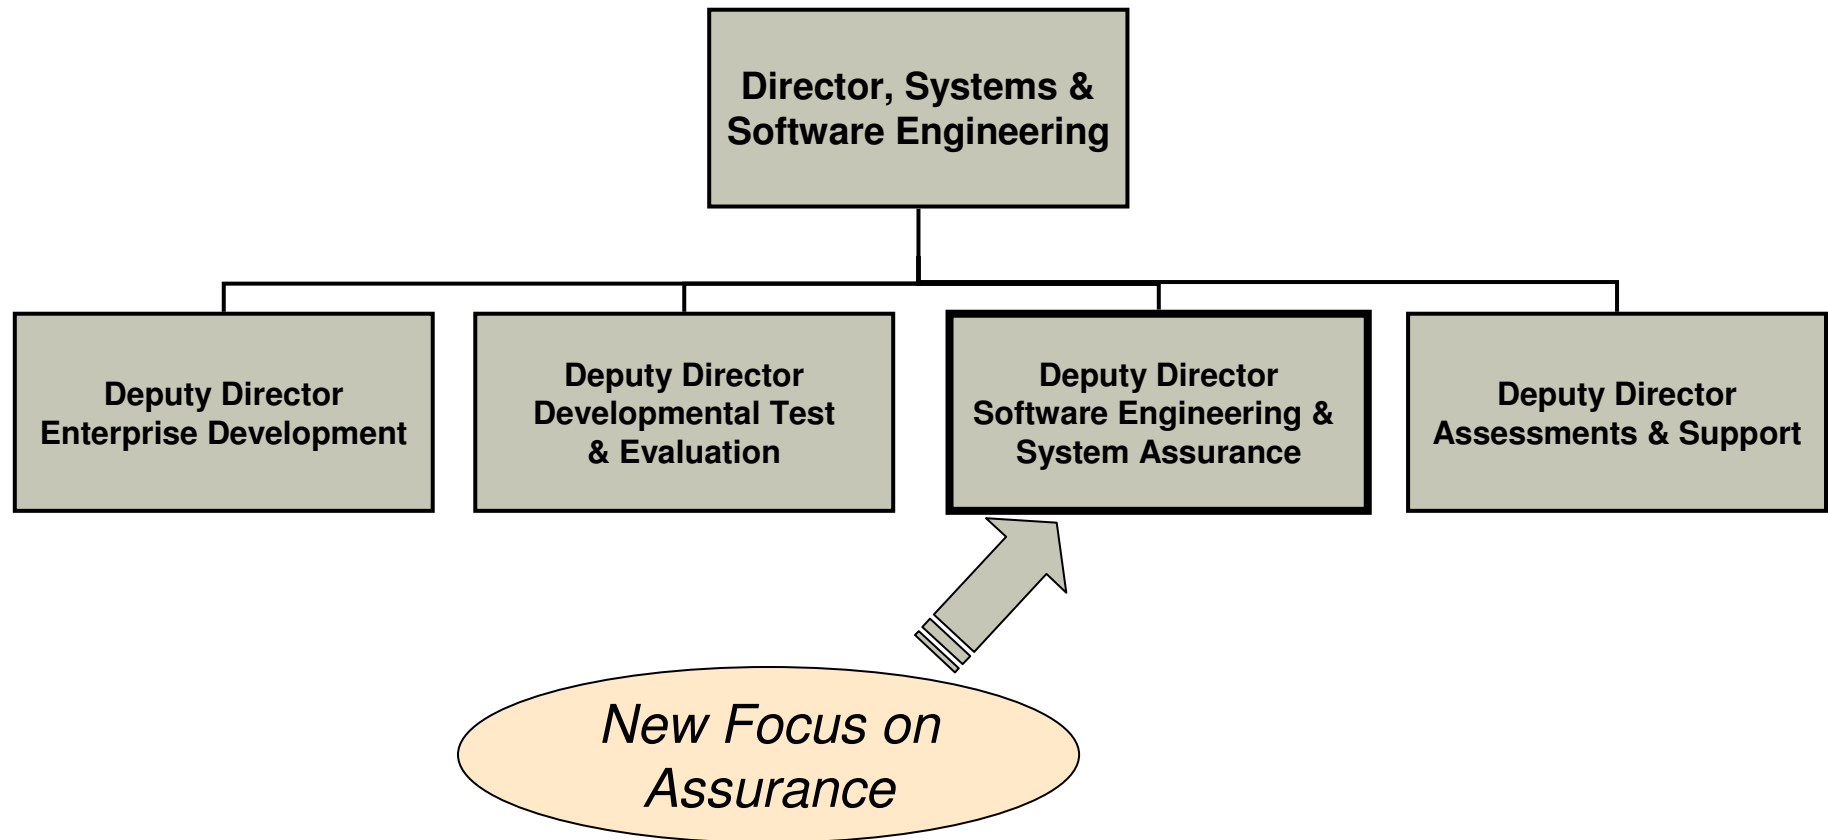 Director, Systems &
Software Engineering
Deputy Director
Enterprise Development
Deputy Director
Developmental Test
& Evaluation
Deputy Director
Software Engineering &
System Assurance
Deputy Director
Assessments & Support
New Focus on
Assurance